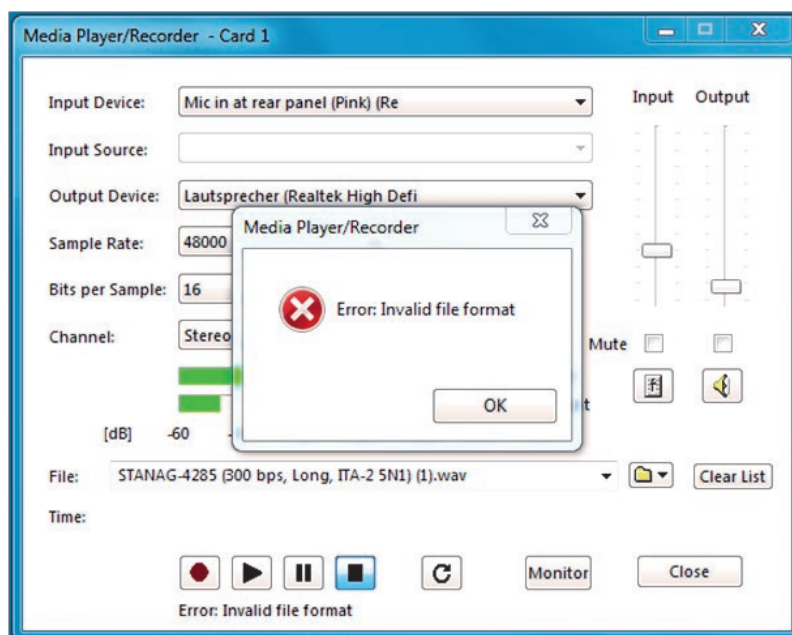 Media Player/Recorder - Card 1
Input Device: Mic in at rear panel (Pink) (Re
Input Output
Input Source:
Output Device: Lautsprecher (Realtek High Defi
Media Player/Recorder
Sample Rate: 48000
Error: Invalid file format
Bits per Sample: 16
Channel: Stereo
Mute
OK
t
[dB] -60
File: STANAG-4285 (300 bps, Long, ITA-2 5N1) (1).wav
Clear List
Time:
Monitor Close
Error: Invalid file format